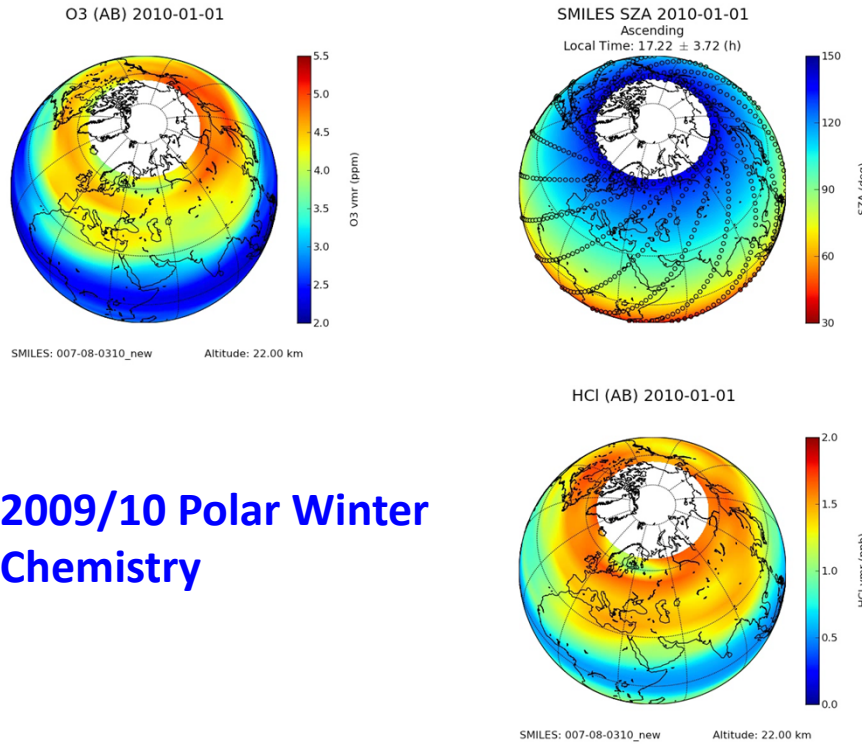 O3 (AB) 2010-01-01
5.5
5.0
4.5
4.0
3.5
3.0
2.5
2.0
O3 vmr (ppm)
SMILES: 007-08-0310_new Altitude: 22.00 km
SMILES SZA 2010-01-01
Ascending
Local Time: 17.22 ± 3.72 (h)
150
120
90
60
30
SZA
2009/10 Polar Winter
Chemistry
HCl (AB) 2010-01-01
2.0
1.5
1.0
0.5
0.0
HCl vmr (ppb)
SMILES: 007-08-0310_new Altitude: 22.00 km